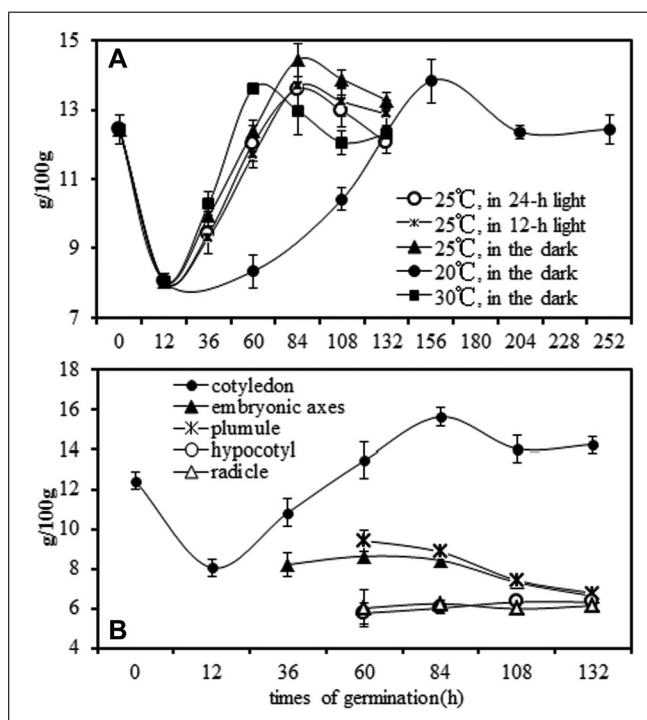 A
15
13
11
9
7
g/100g
25℃, in 24-h light
25℃, in 12-h light
25℃, in the dark
20℃, in the dark
30℃, in the dark
0 12 36 60 84 108 132 156 180 204 228 252
18
16
14
12
10
8
6
4
g/100g
cotyledon
embryonic axes
plumule
hypocotyl
radicle
B
0 12 36 60 84 108 132
times of germination(h)